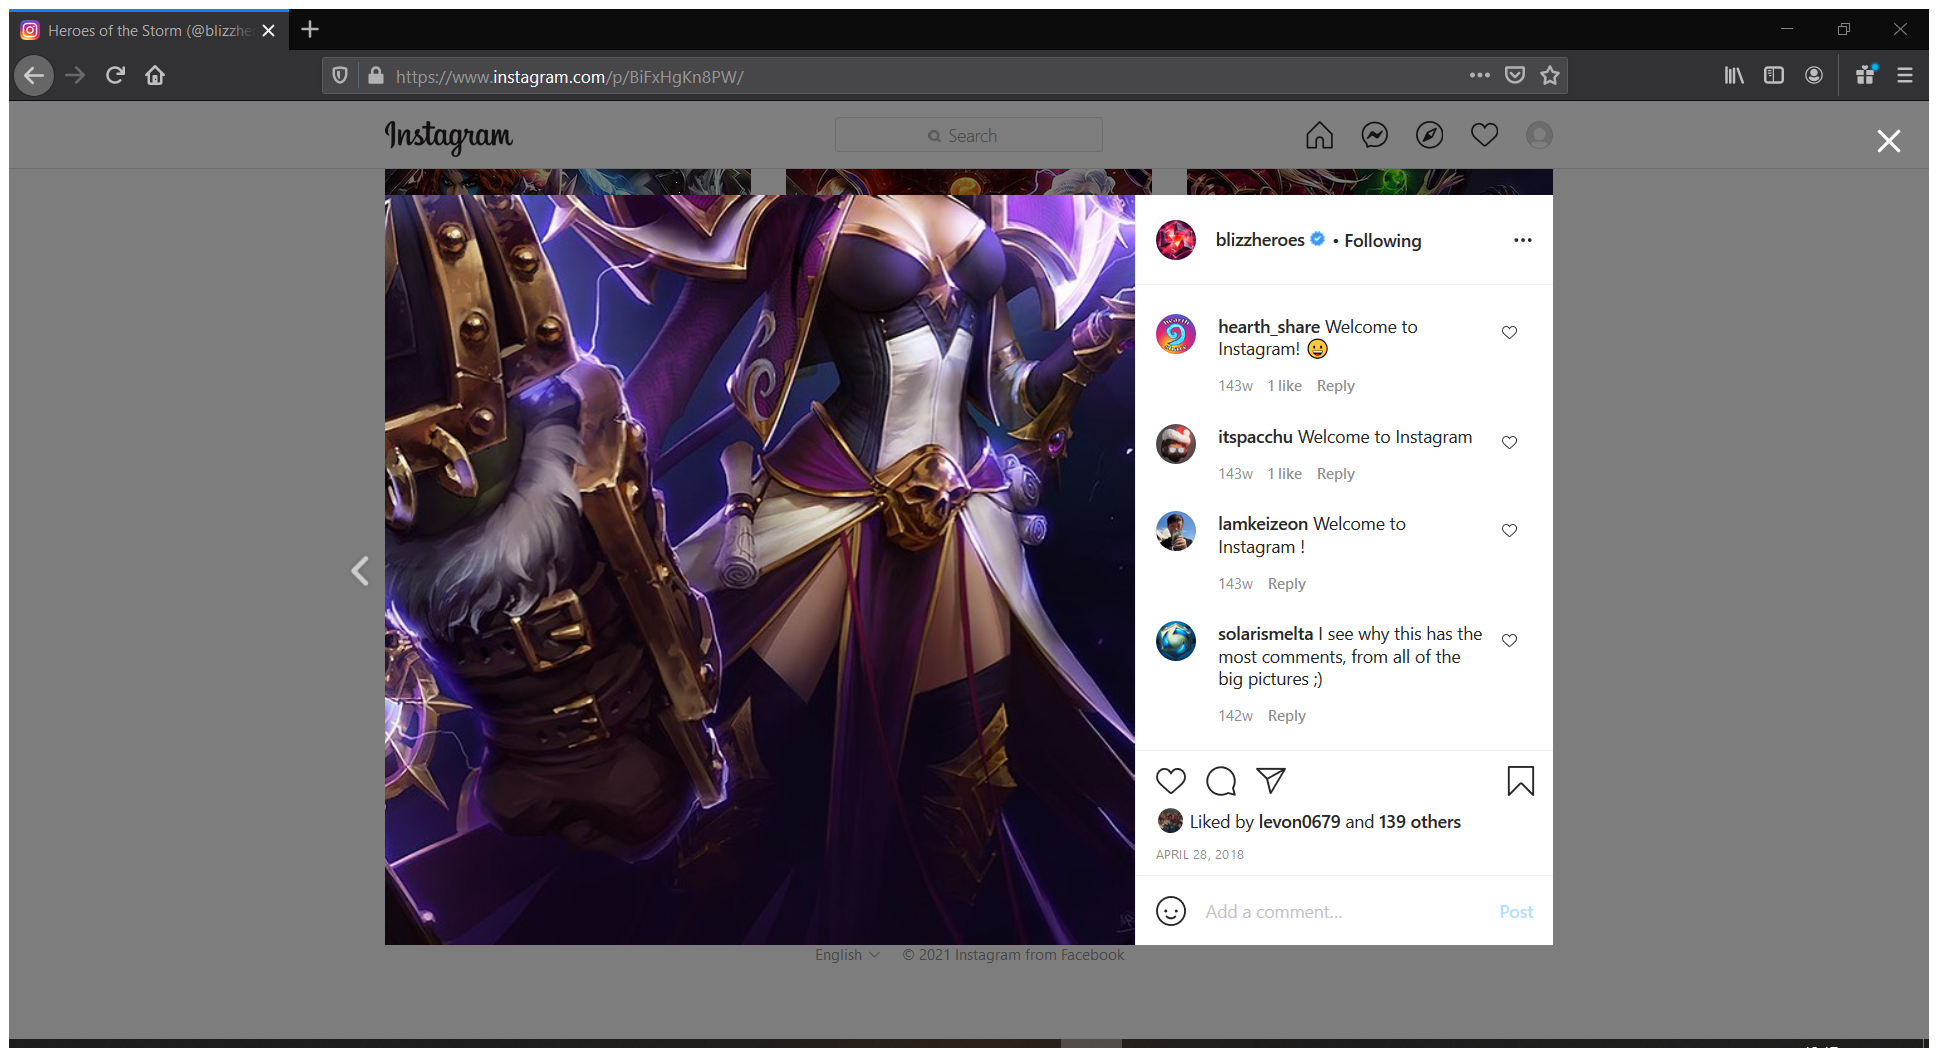 Heroes of the Storm (@blizzhe
https://www.instagram.com/p/BiFxHgKn8PW/
Instagram
Search
blizzheroes • Following
hearth_share Welcome to
Instagram! 😀
143w 1 like Reply
itspacchu Welcome to Instagram
143w 1 like Reply
lamkeizeon Welcome to
Instagram !
143w Reply
solarismelta I see why this has the
most comments, from all of the
big pictures ;)
142w Reply
Liked by levon0679 and 139 others
APRIL 28, 2018
Add a comment...
Post
English © 2021 Instagram from Facebook